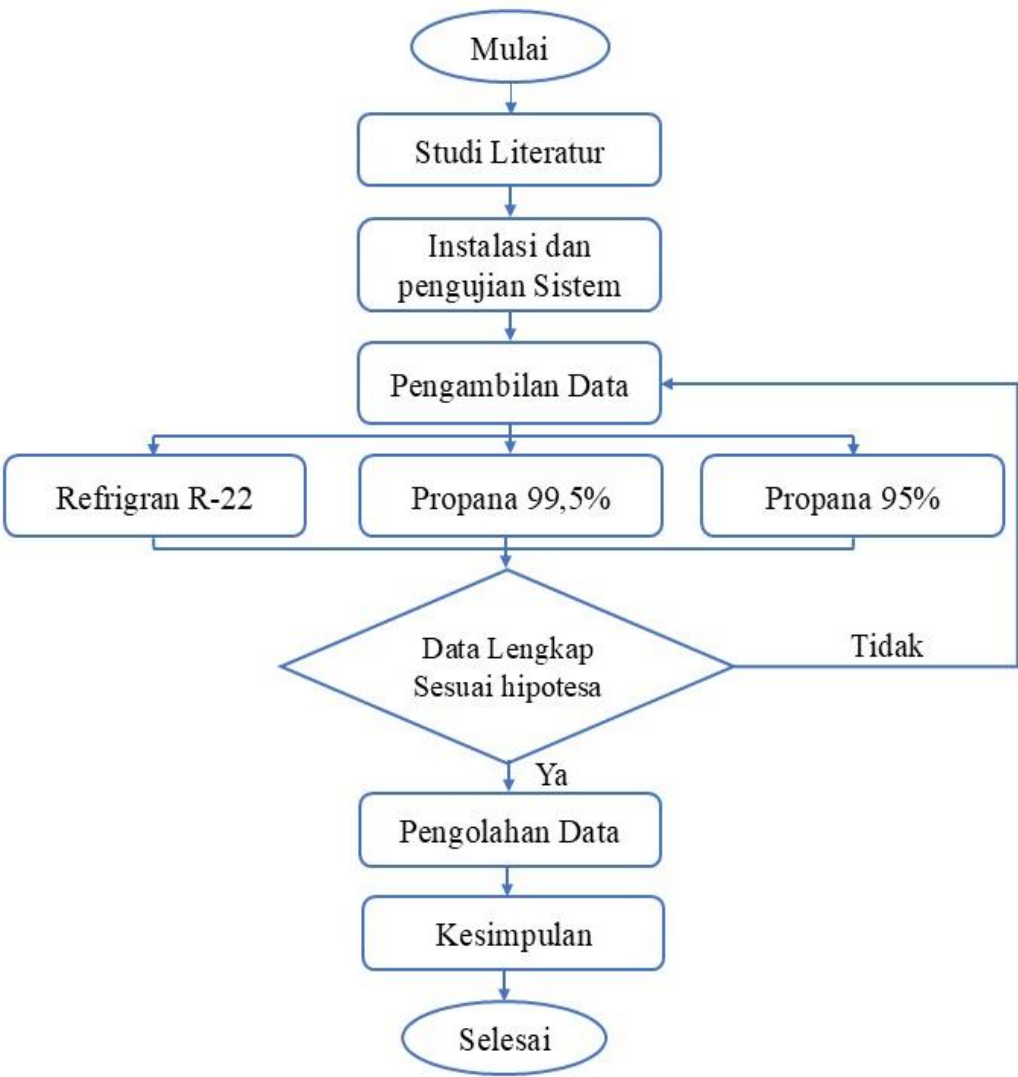 Mulai
Studi Literatur
Instalasi dan
pengujian Sistem
Pengambilan Data
Refrigran R-22
Propana 99,5%
Propana 95%
Data Lengkap
Sesuai hipotesa
Tidak
Ya
Pengolahan Data
Kesimpulan
Selesai